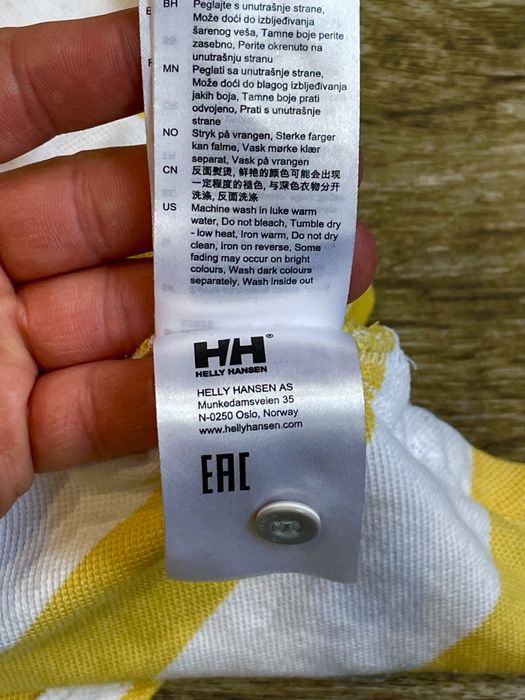 BH Peglajte s unutrašnje strane,
Može doći do izbljeđivanja
šarenog veša, Tamne boje perite
zasebno, Perite okrenuto na
unutrašnju stranu
MN Peglati sa unutrašnje strane,
Može doći do blagog izbljeđivanja
jakih boja, Tamne boje prati
odvojeno, Prati s unutrašnje
strane
NO Stryk på vrangen, Sterke farger
kan falme, Vask mørke klær
separat, Vask på vrangen
CN 反面熨烫, 鲜艳的颜色可能会出现
一定程度的褪色, 与深色衣物分开
洗涤, 反面洗涤
US Machine wash in luke warm
water, Do not bleach, Tumble dry
- low heat, Iron warm, Do not dry
clean, Iron on reverse, Some
fading may occur on bright
colours, Wash dark colours
separately, Wash inside out
HH®
HELLY HANSEN
HELLY HANSEN AS
Munkedamsveien 35
N-0250 Oslo, Norway
www.hellyhansen.com
EAC